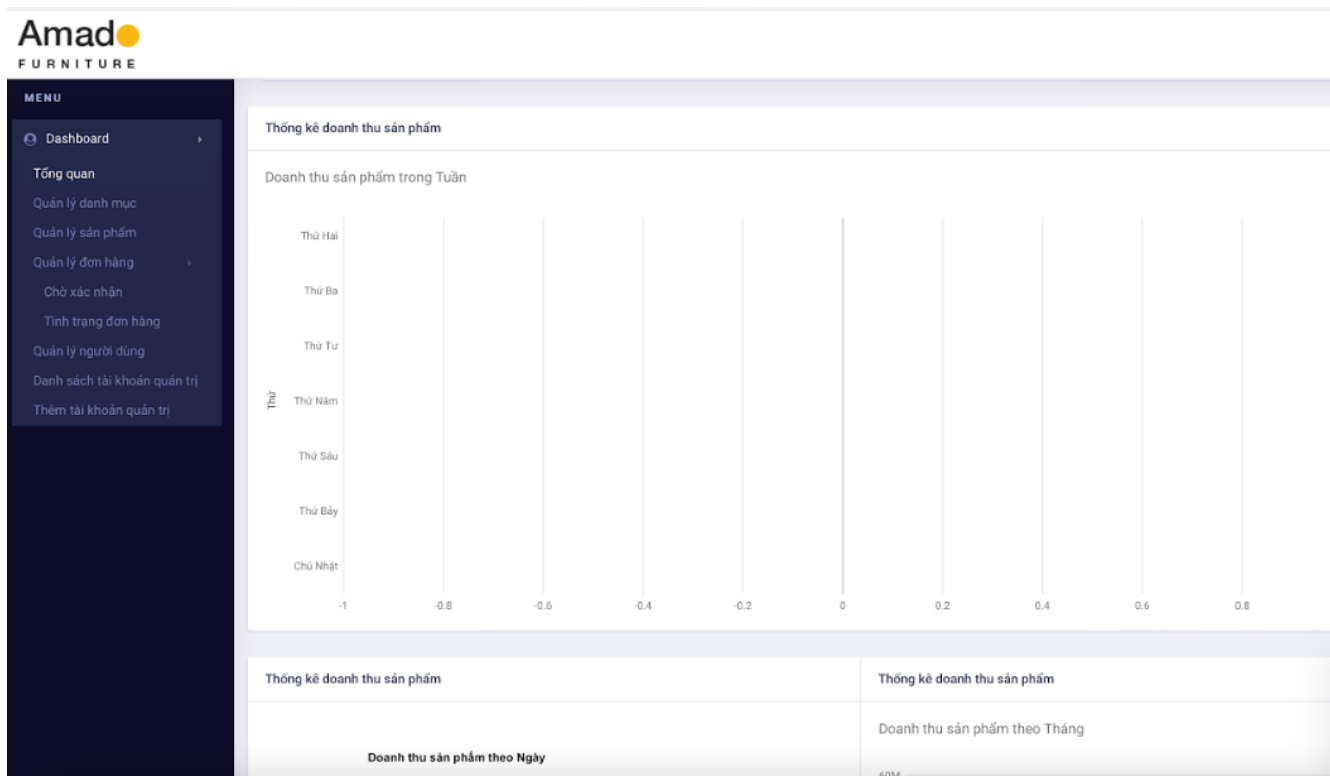 Amado
FURNITURE
MENU
Dashboard
Tổng quan
Quản lý danh mục
Quản lý sản phẩm
Quản lý đơn hàng
Chờ xác nhận
Tình trạng đơn hàng
Quản lý người dùng
Danh sách tài khoản quản trị
Thêm tài khoản quản trị
Thống kê doanh thu sản phẩm
Doanh thu sản phẩm trong Tuần
Thứ
Thứ Hai
Thứ Ba
Thứ Tư
Thứ Năm
Thứ Sáu
Thứ Bảy
Chủ Nhật
-1 -0.8 -0.6 -0.4 -0.2 0 0.2 0.4 0.6 0.8
Thống kê doanh thu sản phẩm
Doanh thu sản phẩm theo Ngày
Thống kê doanh thu sản phẩm
Doanh thu sản phẩm theo Tháng
60M